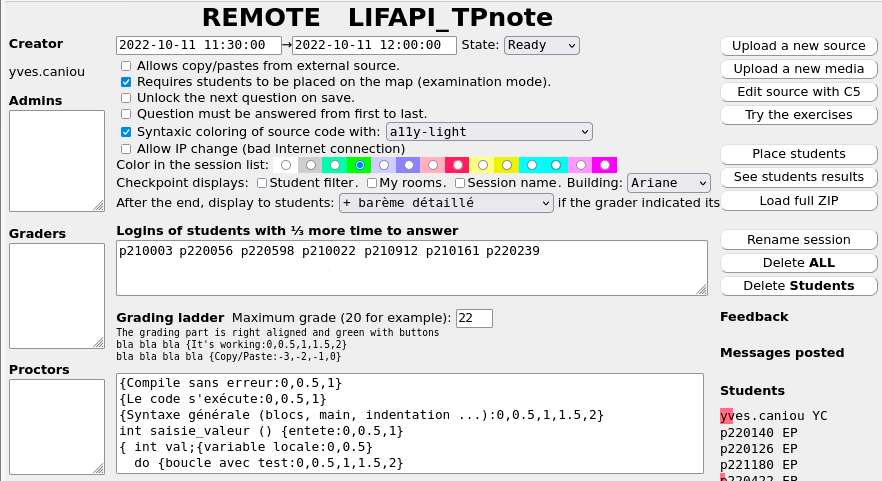 REMOTE LIFAPI_TPnote
Creator
yves.caniou
Admins
Graders
Proctors
2022-10-11 11:30:00 → 2022-10-11 12:00:00 State: Ready
Allows copy/pastes from external source.
Requires students to be placed on the map (examination mode).
Unlock the next question on save.
Question must be answered from first to last.
Syntaxic coloring of source code with: a11y-light
Allow IP change (bad Internet connection)
Color in the session list:
Checkpoint displays: Student filter. My rooms. Session name. Building: Ariane
After the end, display to students: + barème détaillé if the grader indicated its
Logins of students with ⅓ more time to answer
p210003 p220056 p220598 p210022 p210912 p210161 p220239
Grading ladder Maximum grade (20 for example): 22
The grading part is right aligned and green with buttons
bla bla bla {It's working:0,0.5,1,1.5,2}
bla bla bla bla {Copy/Paste:-3,-2,-1,0}
{Compile sans erreur:0,0.5,1}
{Le code s'exécute:0,0.5,1}
{Syntaxe générale (blocs, main, indentation ...):0,0.5,1,1.5,2}
int saisie_valeur () {entete:0,0.5,1}
{ int val;{variable locale:0,0.5}
do {boucle avec test:0,0.5,1,1.5,2}
Upload a new source
Upload a new media
Edit source with C5
Try the exercises
Place students
See students results
Load full ZIP
Rename session
Delete ALL
Delete Students
Feedback
Messages posted
Students
yves.caniou YC
p220140 EP
p220126 EP
p221180 EP
p220422 EP